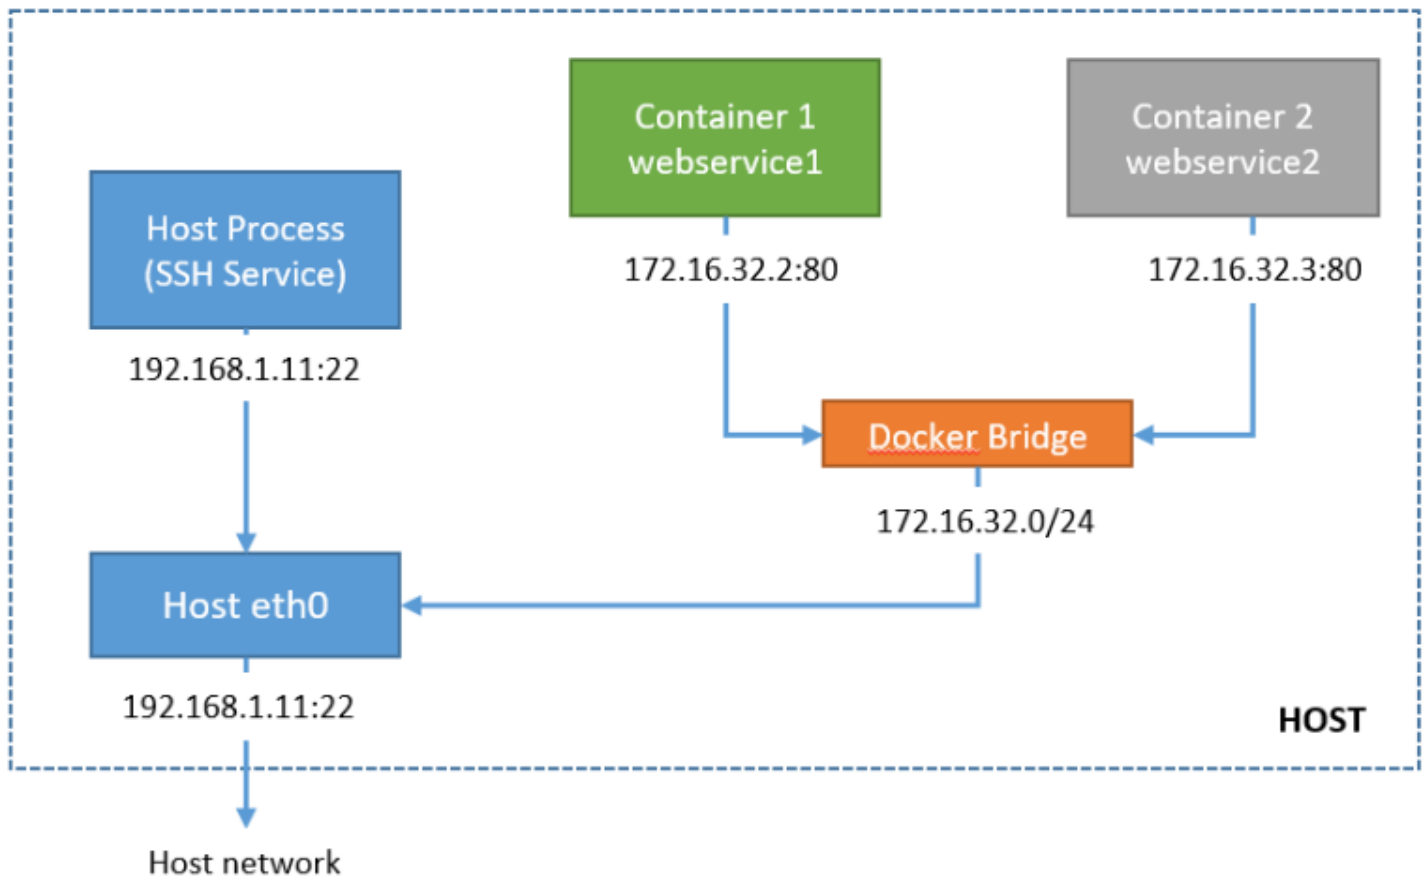 Container 1
webservice1
Container 2
webservice2
Host Process
(SSH Service)
172.16.32.2:80
172.16.32.3:80
192.168.1.11:22
Docker Bridge
172.16.32.0/24
Host eth0
192.168.1.11:22
HOST
Host network